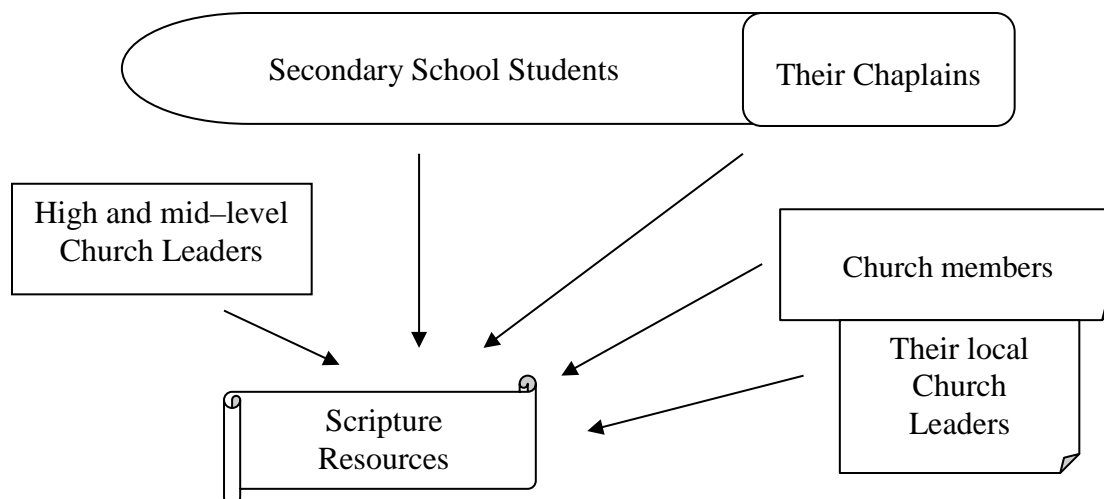 Secondary School Students
Their Chaplains
High and mid–level
Church Leaders
Church members
Their local
Church
Leaders
Scripture
Resources